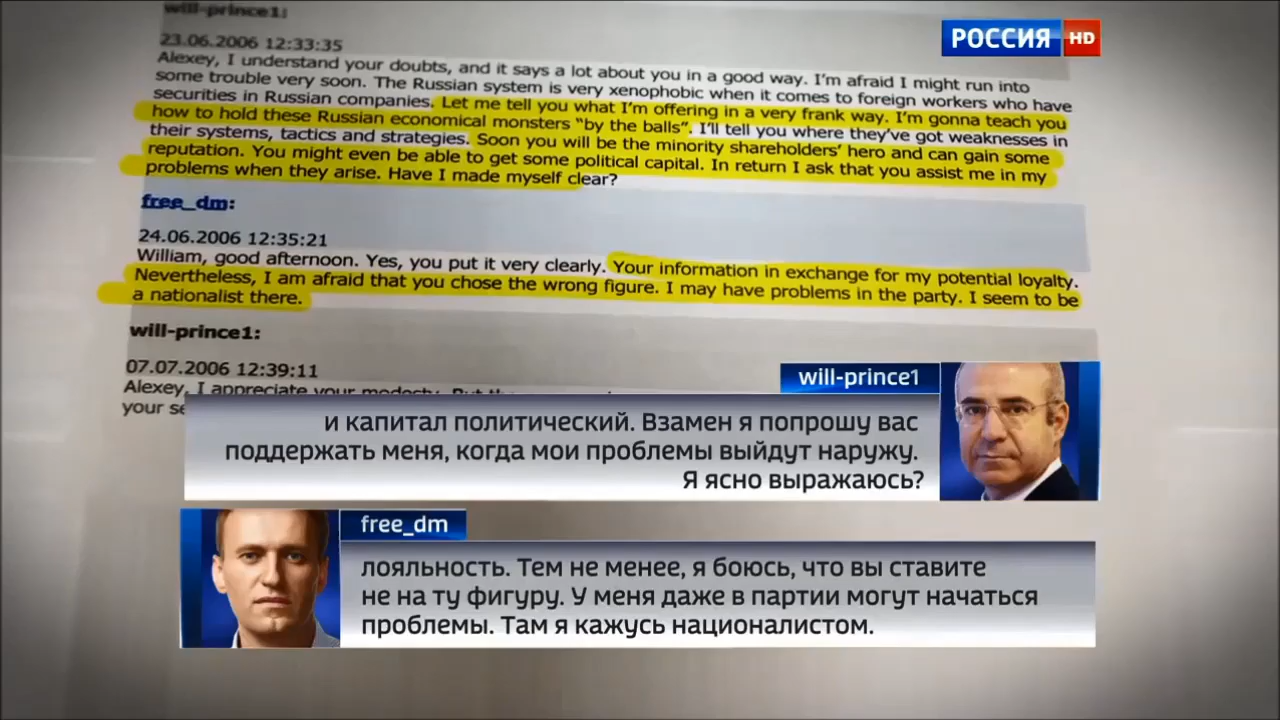 will-prince1:
РОССИЯ HD
23.06.2006 12:33:35
Alexey, I understand your doubts, and it says a lot about you in a good way. I'm afraid I might run into
some trouble very soon. The Russian system is very xenophobic when it comes to foreign workers who have
securities in Russian companies. Let me tell you what I'm offering in a very frank way. I'm gonna teach you
how to hold these Russian economical monsters "by the balls". I'll tell you where they've got weaknesses in
their systems, tactics and strategies. Soon you will be the minority shareholders' hero and can gain some
reputation. You might even be able to get some political capital. In return I ask that you assist me in my
problems when they arise. Have I made myself clear?
free_dm:
24.06.2006 12:35:21
William, good afternoon. Yes, you put it very clearly. Your information in exchange for my potential loyalty.
Nevertheless, I am afraid that you chose the wrong figure. I may have problems in the party. I seem to be
a nationalist there.
will-prince1:
07.07.2006 12:39:11
Alexey, I appreciate your modesty.
your
will-prince1
и капитал политический. Взамен я попрошу вас
поддержать меня, когда мои проблемы выйдут наружу.
Я ясно выражаюсь?
free_dm
лояльность. Тем не менее, я боюсь, что вы ставите
не на ту фигуру. У меня даже в партии могут начаться
проблемы. Там я кажусь националистом.